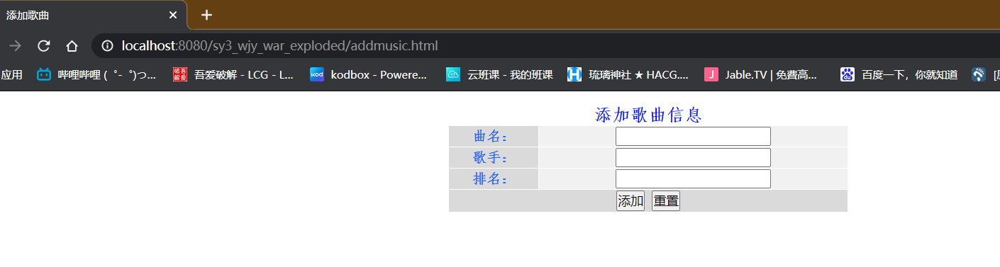 添加歌曲
localhost:8080/sy3_wjy_war_exploded/addmusic.html
应用 哔哩哔哩 (゜-゜)つ... 吾爱破解 - LCG - L... kodbox - Powere... 云班课 - 我的班课 琉璃神社 ★ HACG.... Jable.TV | 免費高... 百度一下，你就知道
添加歌曲信息
曲名：
歌手：
排名：
添加 重置